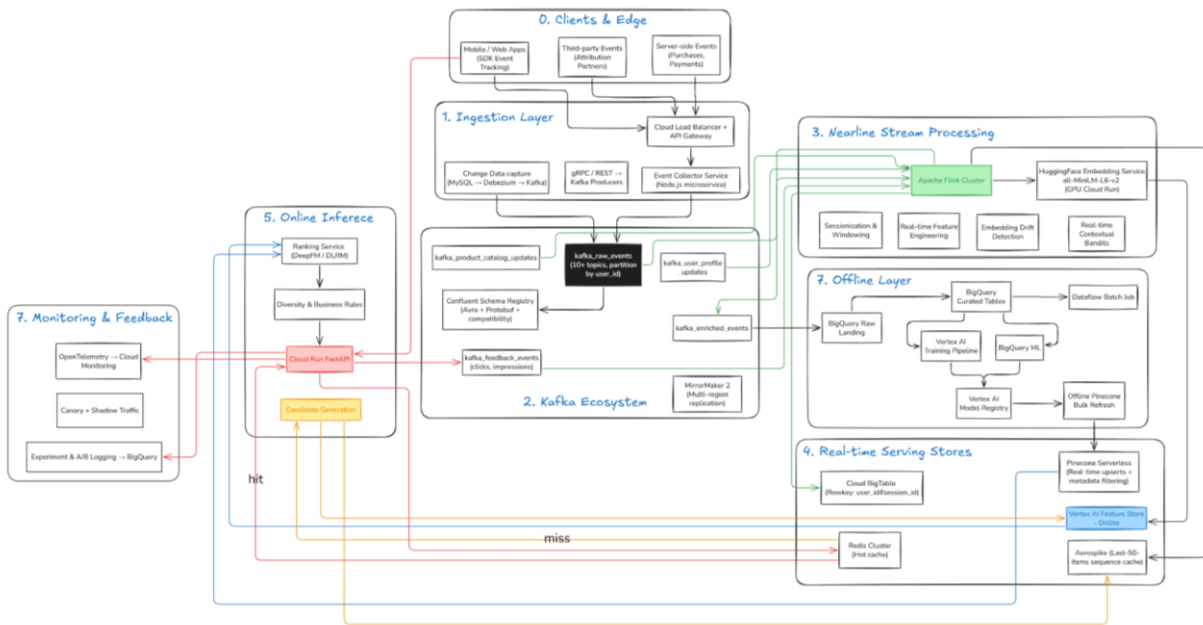 0. Clients & Edge
Mobile / Web Apps
(SDK Event
Tracking)
Third-party Events
(Attribution
Partners)
Server-side Events
(Purchases,
Payments)
1. Ingestion Layer
Cloud Load Balancer +
API Gateway
Change Data capture
(MySQL → Debezium → Kafka)
gRPC / REST →
Kafka Producers
Event Collector Service
(Node.js microservice)
3. Nearline Stream Processing
Apache Flink Cluster
HuggingFace Embedding Service
all-MiniLM-L6-v2
(GPU Cloud Run)
Sessionization &
Windowing
Real-time Feature
Engineering
Embedding Drift
Detection
Real-time
Contextual
Bandits
5. Online Inferece
Ranking Service
(DeepFM / DLRM)
Diversity & Business Rules
Cloud Run FastAPI
Candidate Generation
kafka_product_catalog_updates
kafka_raw_events
(10+ topics, partition
by user_id)
kafka_user_profile
_updates
Confluent Schema Registry
(Avro + Protobuf +
compatibility)
kafka_enriched_events
kafka_feedback_events
(clicks, impressions)
MirrorMaker 2
(Multi-region
replication)
2. Kafka Ecosystem
7. Offline Layer
BigQuery
Curated Tables
Dataflow Batch Job
BigQuery Raw
Landing
Vertex AI
Training Pipeline
BigQuery ML
Vertex AI
Model Registry
Offline Pinecone
Bulk Refresh
7. Monitoring & Feedback
OpenTelemetry → Cloud
Monitoring
Canary + Shadow Traffic
Experiment & A/B Logging → BigQuery
4. Real-time Serving Stores
Pinecone Serverless
(Real-time upserts +
metadata filtering)
Cloud BigTable
(Rowkey: user_id#session_id)
Vertex AI Feature Store
- Online
Redis Cluster
(Hot cache)
Aerospike (Last-50-
items sequence cache)
hit
miss